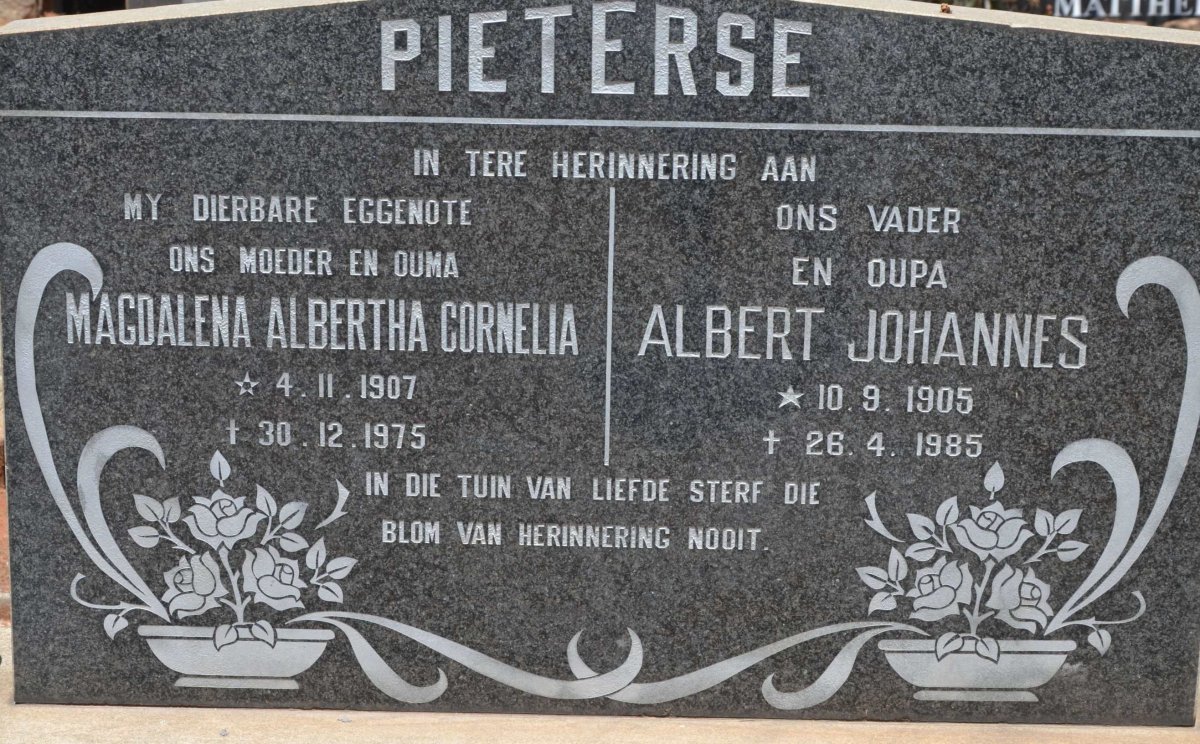 PIETERSE
IN TERE HERINNERING AAN
MY DIERBARE EGGENOTE
ONS MOEDER EN OUMA
MAGDALENA ALBERTHA CORNELIA
★ 4.11.1907
† 30.12.1975
ONS VADER
EN OUPA
ALBERT JOHANNES
★ 10.9.1905
† 26.4.1985
IN DIE TUIN VAN LIEFDE STERF DIE
BLOM VAN HERINNERING NOOIT.